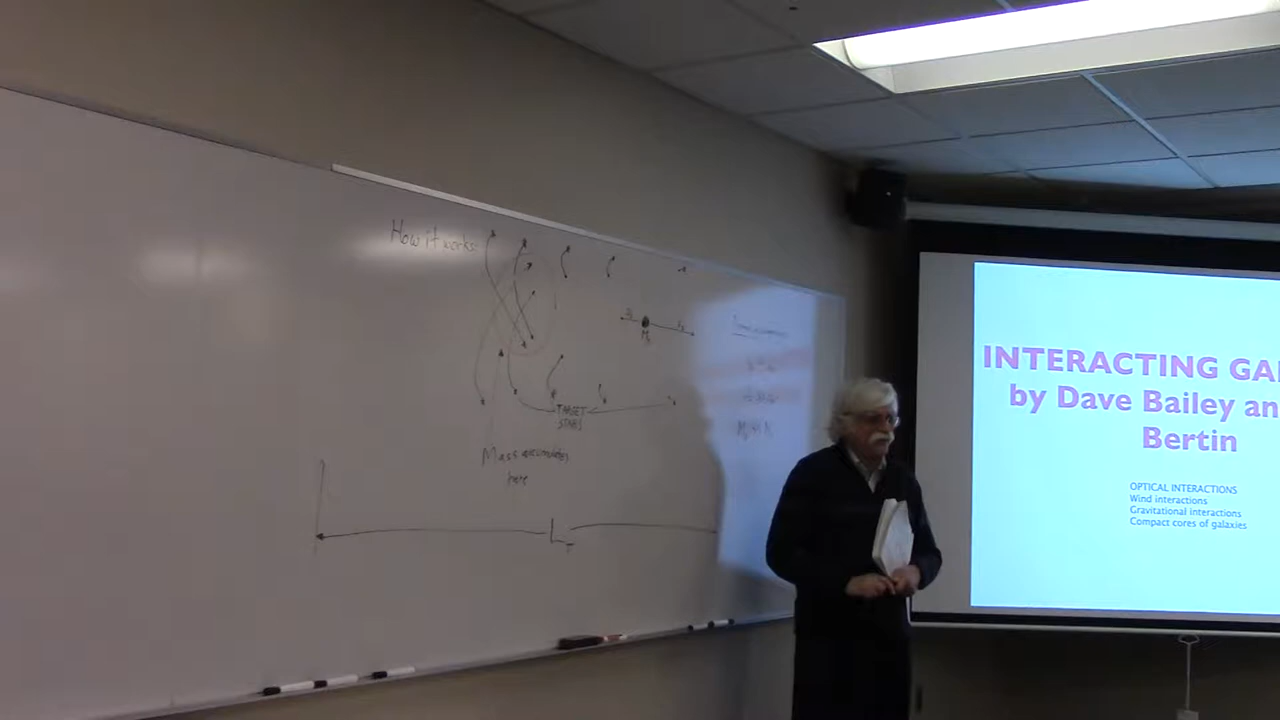 How it works
M
TARGET
STARS
Mass accumulates
here
L
T
INTERACTING GA
by Dave Bailey an
Bertin
OPTICAL INTERACTIONS
Wind interactions
Gravitational interactions
Compact cores of galaxies